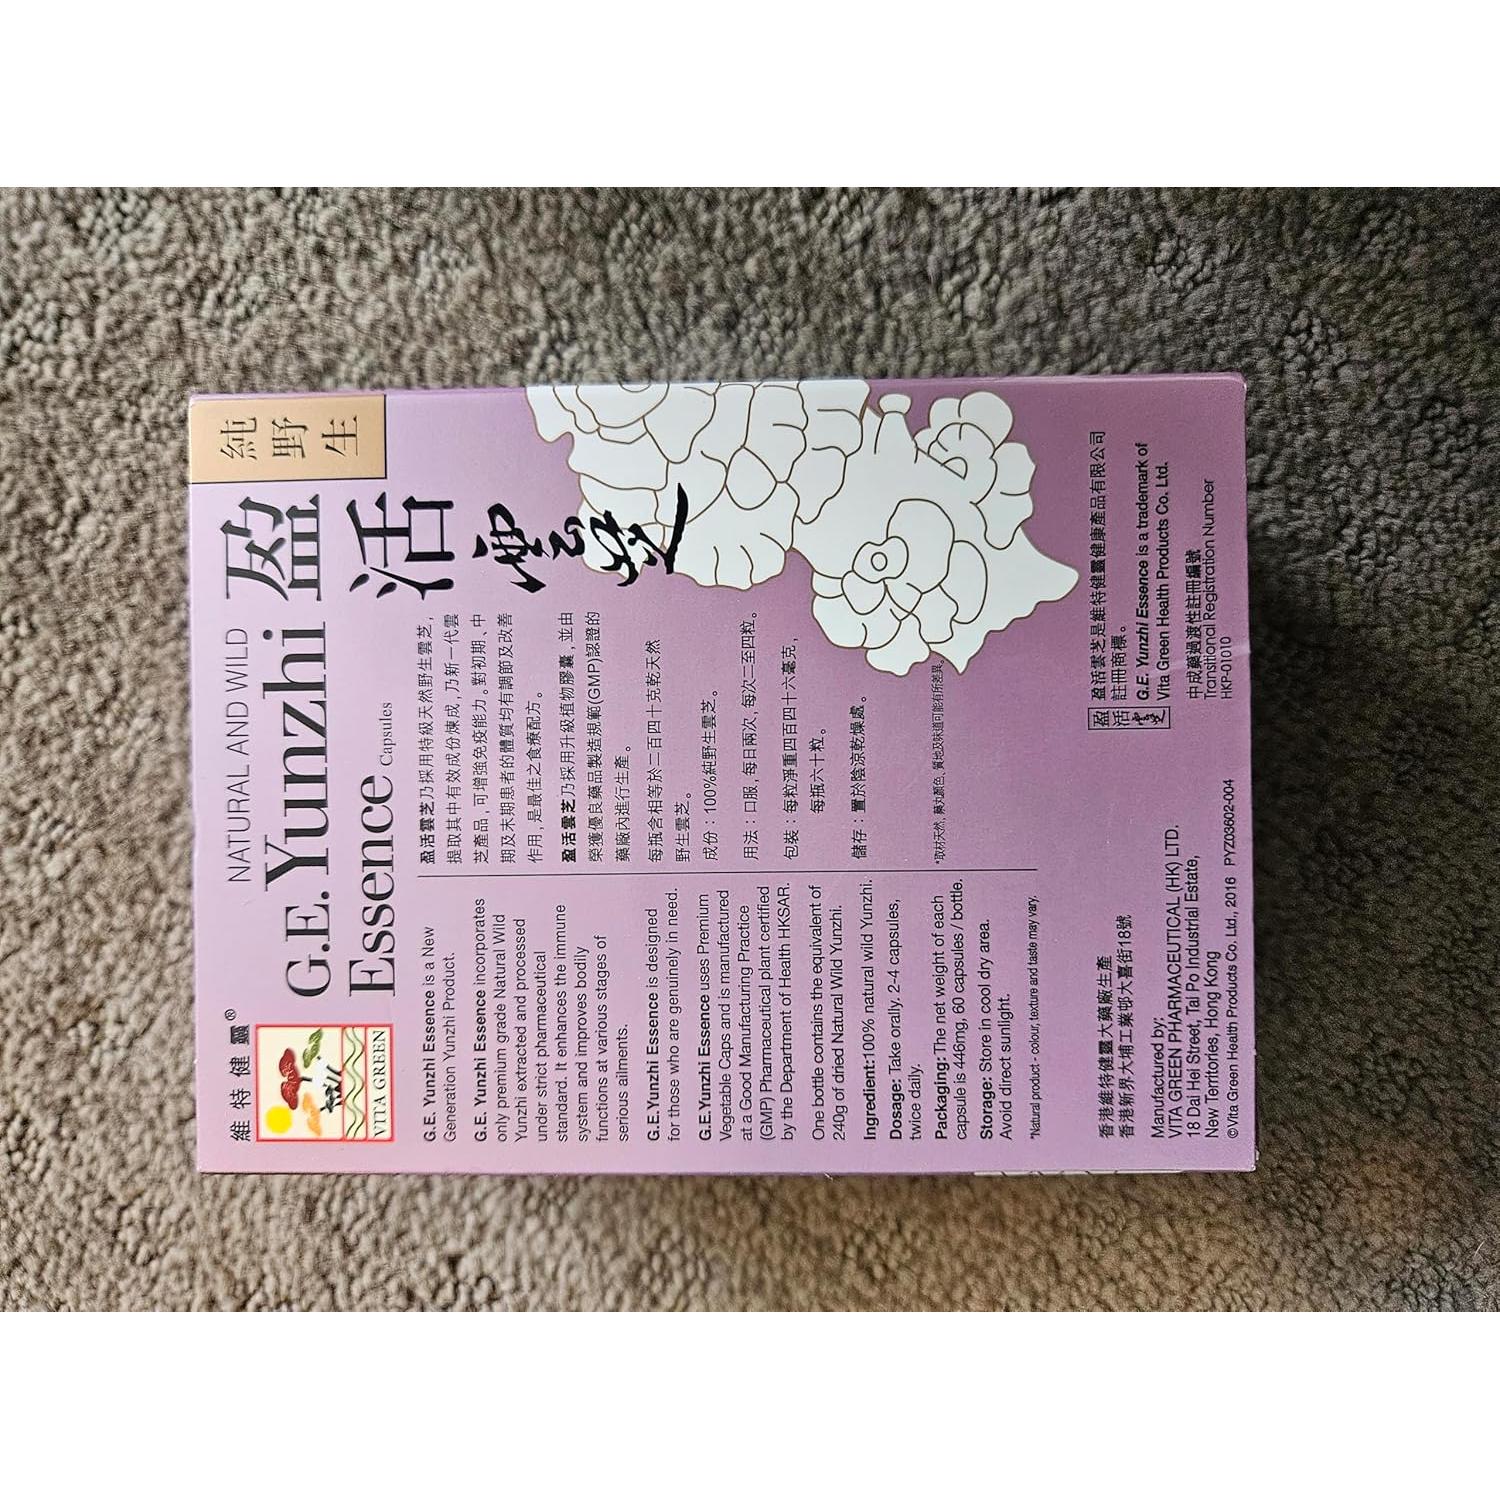 維特健靈®
VITA GREEN
NATURAL AND WILD
G.E. Yunzhi
Essence Capsules
盈活
雲芝
純野生
G.E. Yunzhi Essence is a New
Generation Yunzhi Product.
G.E. Yunzhi Essence incorporates
only premium grade Natural Wild
Yunzhi extracted and processed
under strict pharmaceutical
standard. It enhances the immune
system and improves bodily
functions at various stages of
serious ailments.
G.E.Yunzhi Essence is designed
for those who are genuinely in need.
G.E.Yunzhi Essence uses Premium
Vegetable Caps and is manufactured
at a Good Manufacturing Practice
(GMP) Pharmaceutical plant certified
by the Department of Health HKSAR.
One bottle contains the equivalent of
240g of dried Natural Wild Yunzhi.
Ingredient:100% natural wild Yunzhi.
Dosage: Take orally. 2-4 capsules,
twice daily.
Packaging: The net weight of each
capsule is 446mg, 60 capsules / bottle.
Storage: Store in cool dry area.
Avoid direct sunlight.
*Natural product - colour, texture and taste may vary.
盈活雲芝乃採用特級天然野生雲芝，
提取其中有效成份煉成，乃新一代雲
芝產品，可增強免疫能力。對初期、中
期及末期患者的體質均有調節及改善
作用，是最佳之食療配方。
盈活雲芝乃採用升級植物膠囊，並由
榮獲優良藥品製造規範(GMP)認證的
藥廠內進行生產。
每瓶含相等於二百四十克乾天然
野生雲芝。
成份：100%純野生雲芝。
用法：口服，每日兩次，每次二至四粒。
包裝：每粒淨重四百四十六毫克，
每瓶六十粒。
儲存：置於陰涼乾燥處。
*取材天然，藥丸顏色、質地及味道可能有所差異。
香港維特健靈大藥廠生產
香港新界大埔工業邨大喜街18號
Manufactured by:
VITA GREEN PHARMACEUTICAL (HK) LTD.
18 Dai Hei Street, Tai Po Industrial Estate,
New Territories, Hong Kong
©Vita Green Health Products Co. Ltd., 2016 PYZ03602-004
盈活雲芝
盈活雲芝是維特健靈健康產品有限公司
註冊商標。
G.E. Yunzhi Essence is a trademark of
Vita Green Health Products Co. Ltd.
中成藥過渡性註冊編號
Transitional Registration Number
HKP-01010